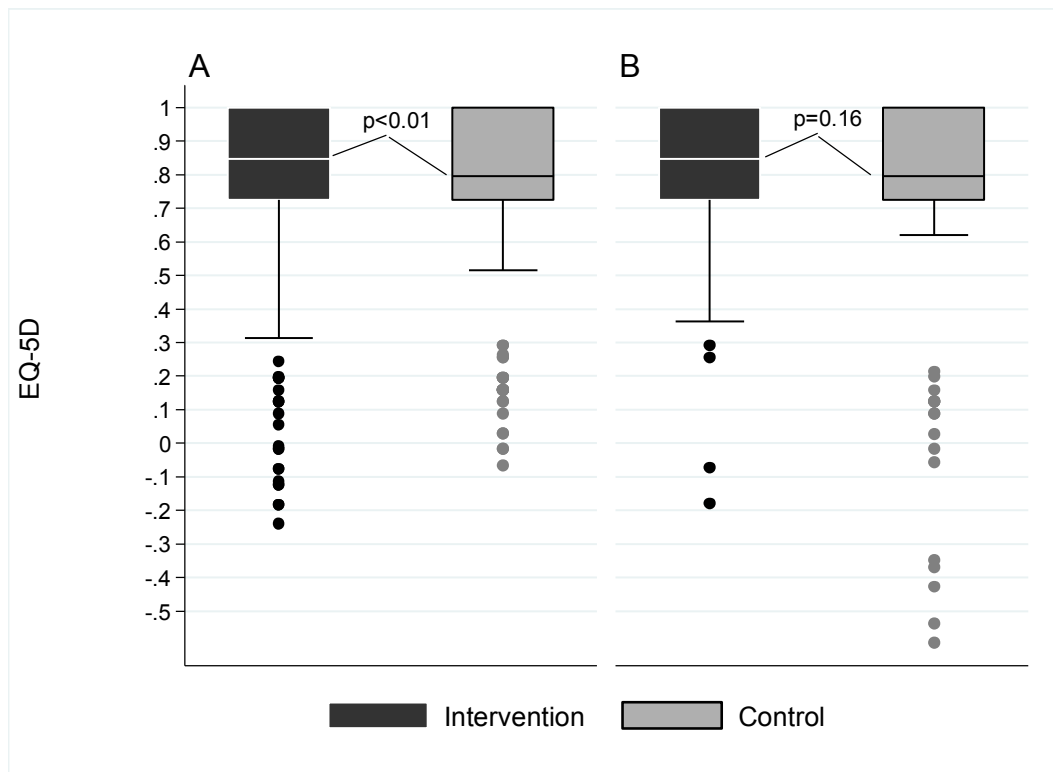 A
B
p<0.01
p=0.16
EQ-5D
1
.9
.8
.7
.6
.5
.4
.3
.2
.1
0
-.1
-.2
-.3
-.4
-.5
Intervention
Control